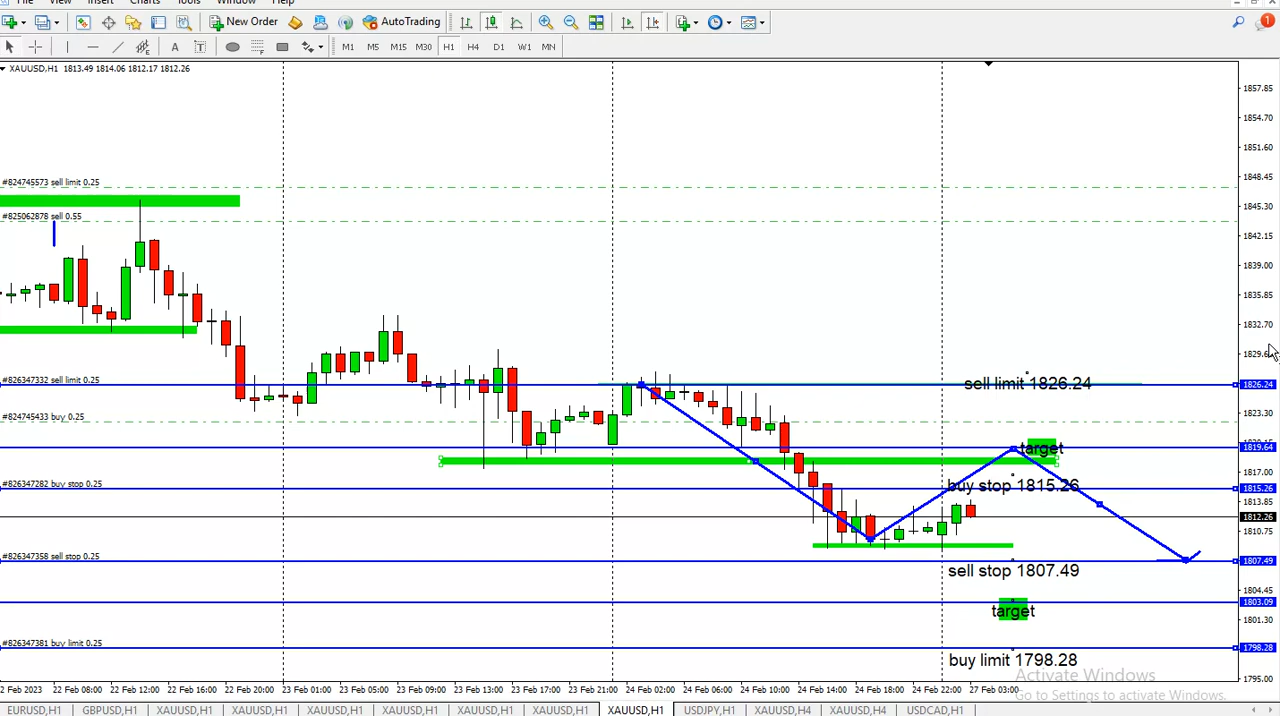 File View Insert Charts Tools Window Help
New Order AutoTrading
M1 M5 M15 M30 H1 H4 D1 W1 MN
XAUUSD,H1 1813.49 1814.06 1812.17 1812.26
1857.85
1854.70
1851.60
#824745573 sell limit 0.25
1848.45
1845.30
#825062878 sell 0.55
1842.15
1839.00
1835.85
1832.70
1829.60
#826347332 sell limit 0.25
sell limit 1826.24
1826.24
#824745433 buy 0.25
1823.30
target
1819.64
1817.00
#826347282 buy stop 0.25
buy stop 1815.26
1815.26
1813.85
1812.26
1810.75
#826347358 sell stop 0.25
1807.49
sell stop 1807.49
1804.45
1803.09
target
1801.30
#826347381 buy limit 0.25
1798.28
buy limit 1798.28
1795.00
Activate Windows
Go to Settings to activate Windows.
2 Feb 2023 22 Feb 08:00 22 Feb 12:00 22 Feb 16:00 22 Feb 20:00 23 Feb 01:00 23 Feb 05:00 23 Feb 09:00 23 Feb 13:00 23 Feb 17:00 23 Feb 21:00 24 Feb 02:00 24 Feb 06:00 24 Feb 10:00 24 Feb 14:00 24 Feb 18:00 24 Feb 22:00 27 Feb 03:00
EURUSD,H1 GBPUSD,H1 XAUUSD,H1 XAUUSD,H1 XAUUSD,H1 XAUUSD,H1 XAUUSD,H1 XAUUSD,H1 XAUUSD,H1 USDJPY,H1 XAUUSD,H4 XAUUSD,H4 USDCAD,H1